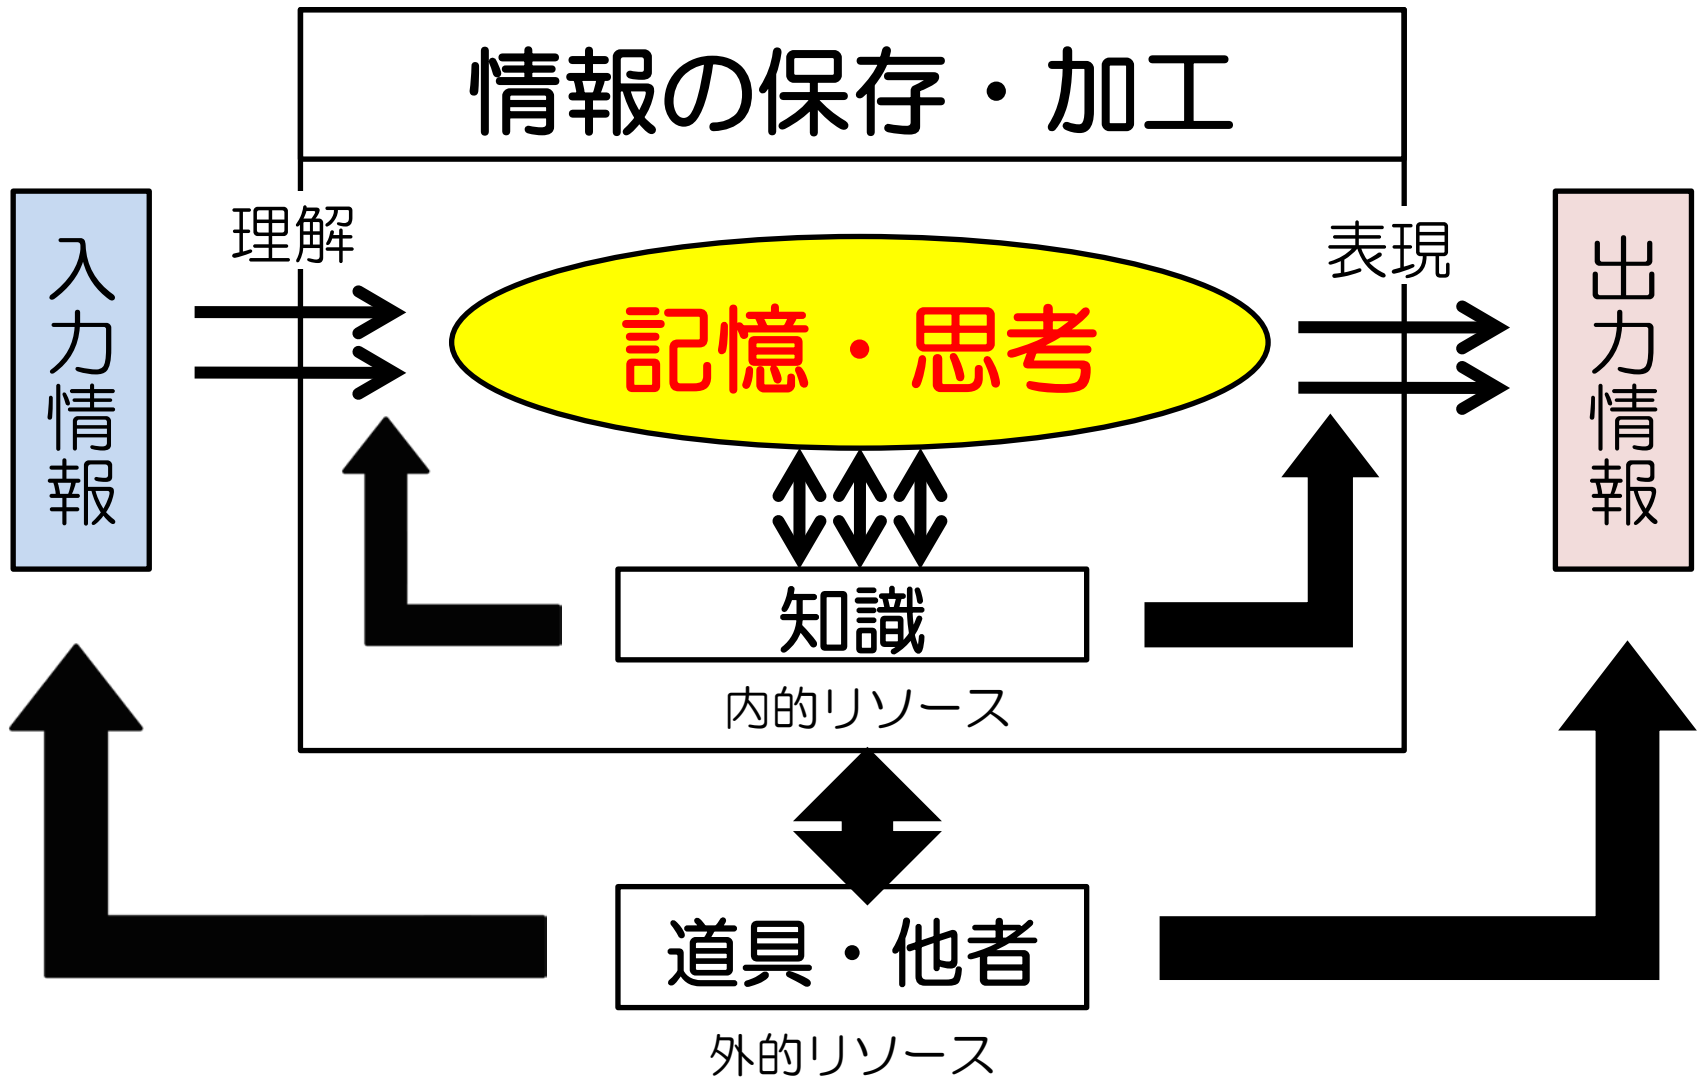 情報の保存・加工
入力情報
理解
記憶・思考
表現
出力情報
知識
内的リソース
道具・他者
外的リソース